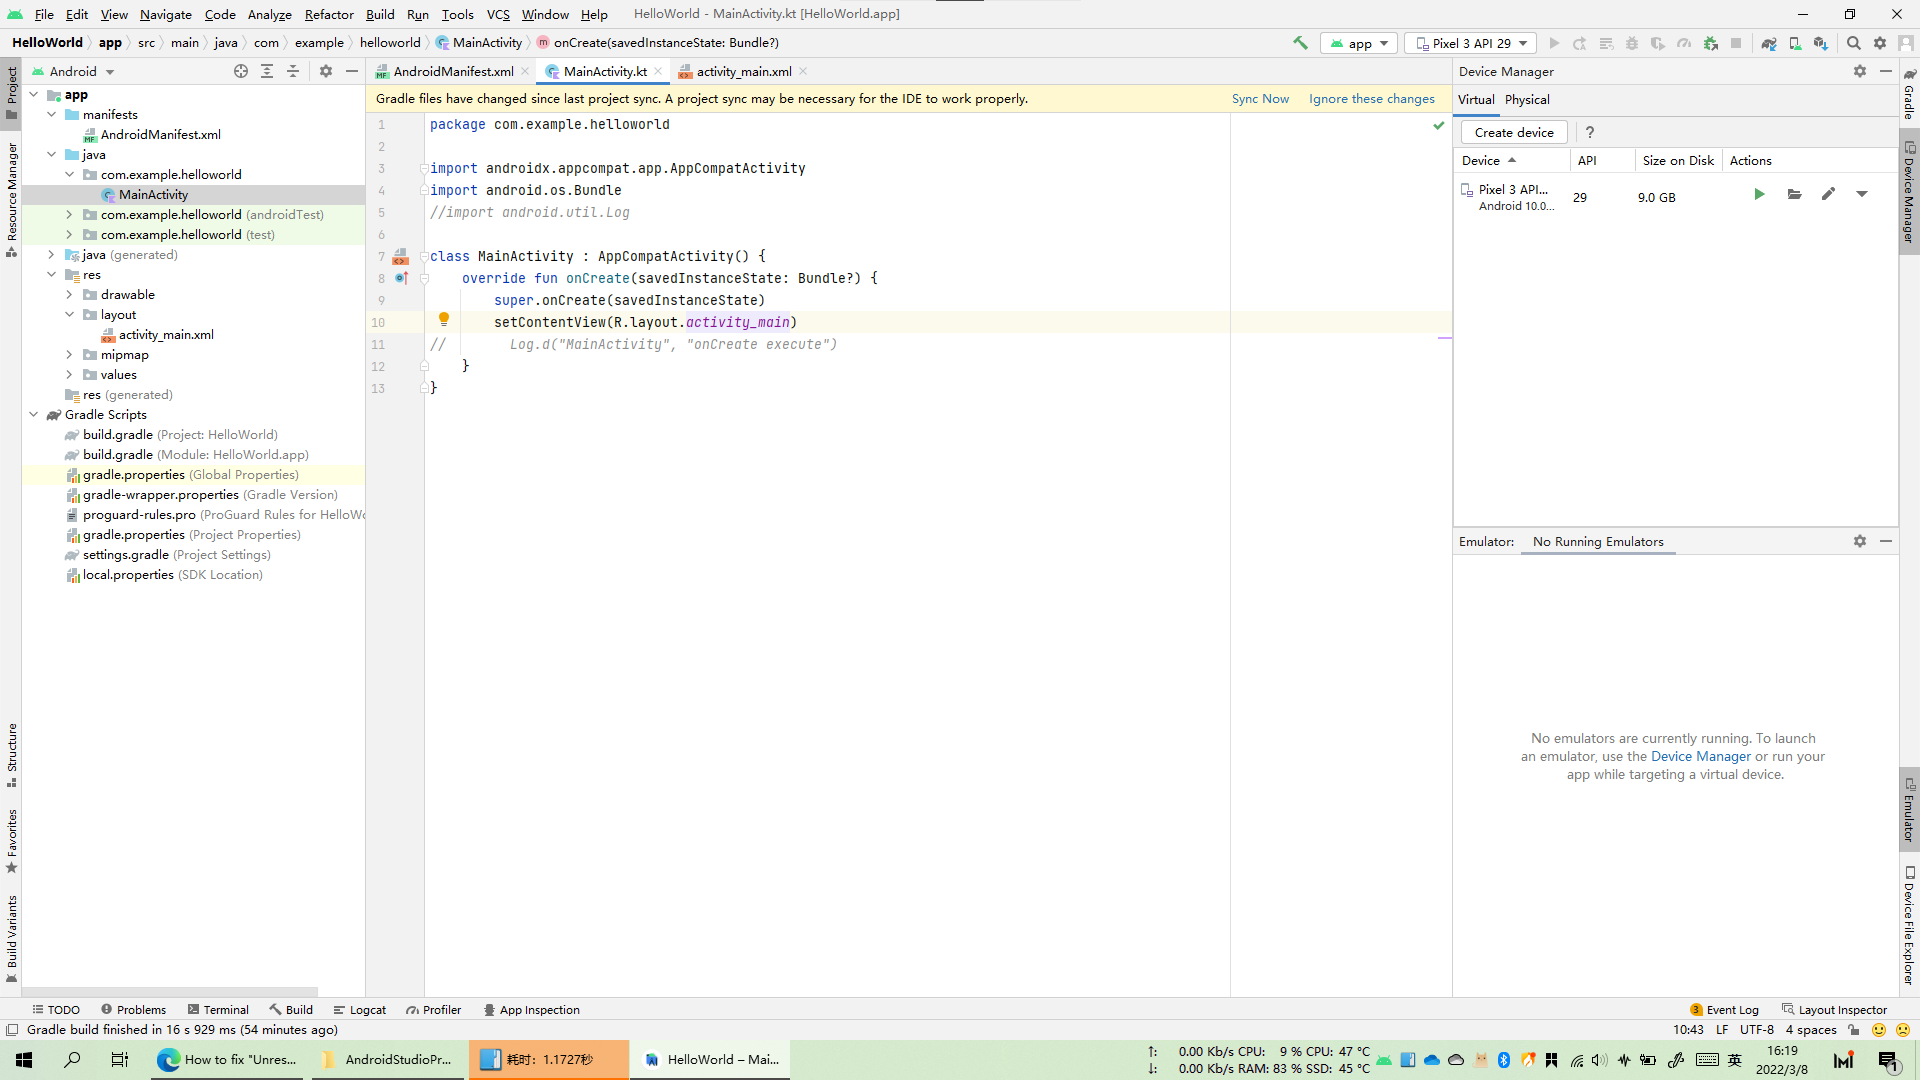 File Edit View Navigate Code Analyze Refactor Build Run Tools VCS Window Help HelloWorld - MainActivity.kt [HelloWorld.app]
HelloWorld app src main java com example helloworld MainActivity onCreate(savedInstanceState: Bundle?) app Pixel 3 API 29
Android
AndroidManifest.xml MainActivity.kt activity_main.xml
Gradle files have changed since last project sync. A project sync may be necessary for the IDE to work properly. Sync Now Ignore these changes
Project
Resource Manager
Structure
Favorites
Build Variants
app
manifests
AndroidManifest.xml
java
com.example.helloworld
MainActivity
com.example.helloworld (androidTest)
com.example.helloworld (test)
java (generated)
res
drawable
layout
activity_main.xml
mipmap
values
res (generated)
Gradle Scripts
build.gradle (Project: HelloWorld)
build.gradle (Module: HelloWorld.app)
gradle.properties (Global Properties)
gradle-wrapper.properties (Gradle Version)
proguard-rules.pro (ProGuard Rules for HelloWo
gradle.properties (Project Properties)
settings.gradle (Project Settings)
local.properties (SDK Location)
1 package com.example.helloworld
2
3 import androidx.appcompat.app.AppCompatActivity
4 import android.os.Bundle
5 //import android.util.Log
6
7 class MainActivity : AppCompatActivity() {
8 override fun onCreate(savedInstanceState: Bundle?) {
9 super.onCreate(savedInstanceState)
10 setContentView(R.layout.activity_main)
11 // Log.d("MainActivity", "onCreate execute")
12 }
13 }
Device Manager
Virtual Physical
Create device ?
Device API Size on Disk Actions
Pixel 3 API... 29 9.0 GB
Android 10.0...
Emulator: No Running Emulators
No emulators are currently running. To launch
an emulator, use the Device Manager or run your
app while targeting a virtual device.
Gradle
Device Manager
Emulator
Device File Explorer
TODO Problems Terminal Build Logcat Profiler App Inspection 3 Event Log Layout Inspector
Gradle build finished in 16 s 929 ms (54 minutes ago) 10:43 LF UTF-8 4 spaces
How to fix "Unres... AndroidStudioPr... 耗时：1.1727秒 HelloWorld – Mai...
↑: 0.00 Kb/s CPU: 9 % CPU: 47 °C
↓: 0.00 Kb/s RAM: 83 % SSD: 45 °C
英
16:19
2022/3/8
1